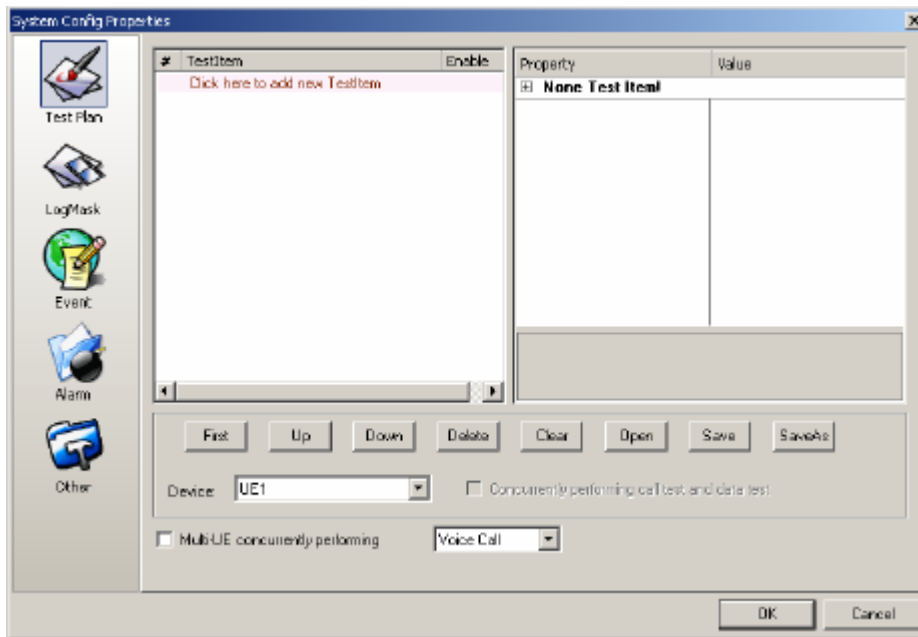 System Config Properties
Test Plan
LogMask
Event
Alarm
Other
# TestItem Enable
Click here to add new TestItem
Property Value
None Test Item!
First Up Down Delete Clear Open Save SaveAs
Device: UE1 Concurrently performing call test and data test
Multi-UE concurrently performing Voice Call
OK Cancel